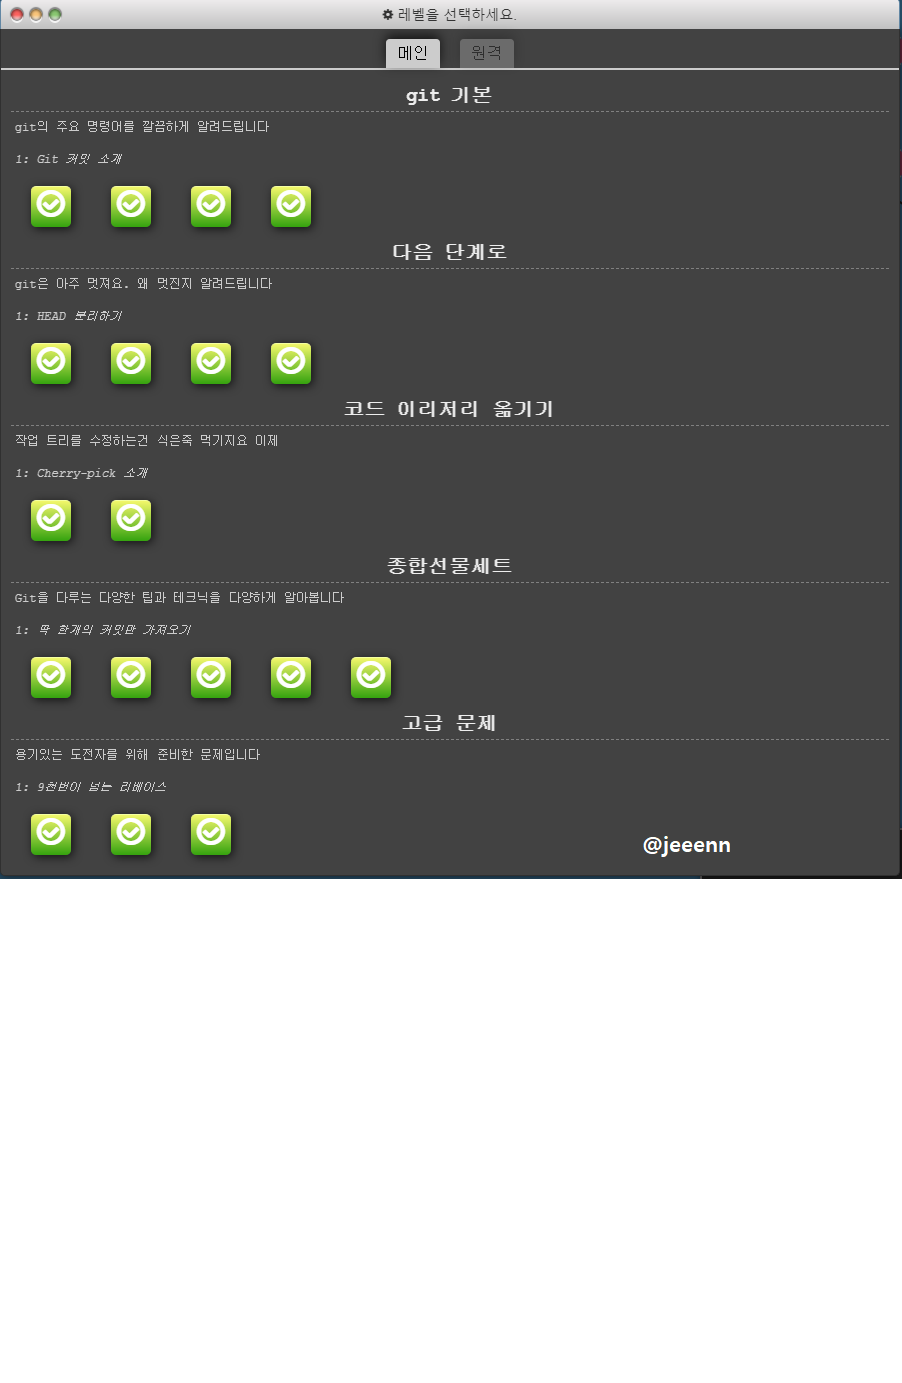 레벨을 선택하세요.
메인 원격
git 기본
git의 주요 명령어를 깔끔하게 알려드립니다
1: Git 커밋 소개
다음 단계로
git은 아주 멋져요. 왜 멋진지 알려드립니다
1: HEAD 분리하기
코드 이리저리 옮기기
작업 트리를 수정하는건 식은죽 먹기지요 이제
1: Cherry-pick 소개
종합선물세트
Git을 다루는 다양한 팁과 테크닉을 다양하게 알아봅니다
1: 딱 한개의 커밋만 가져오기
고급 문제
용기있는 도전자를 위해 준비한 문제입니다
1: 9천번이 넘는 리베이스
@jeeenn